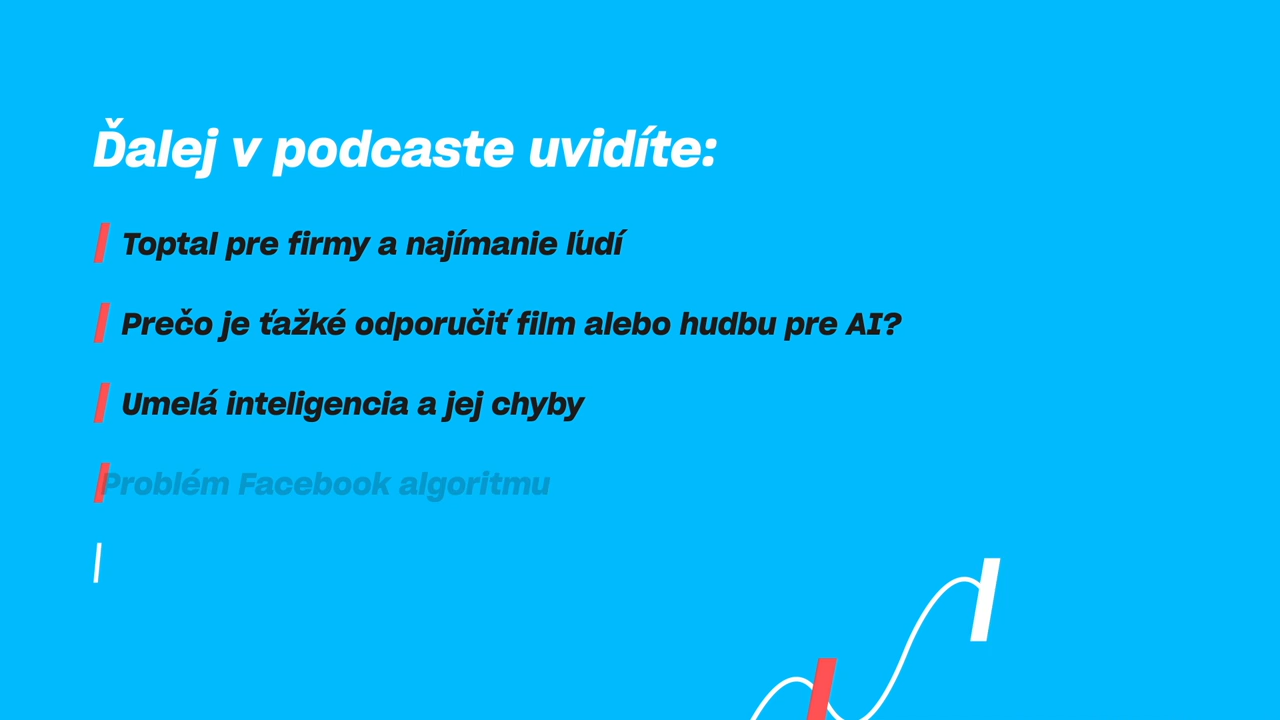 Ďalej v podcaste uvidíte:
Toptal pre firmy a najímanie ľudí
Prečo je ťažké odporučiť film alebo hudbu pre AI?
Umelá inteligencia a jej chyby
Problém Facebook algoritmu